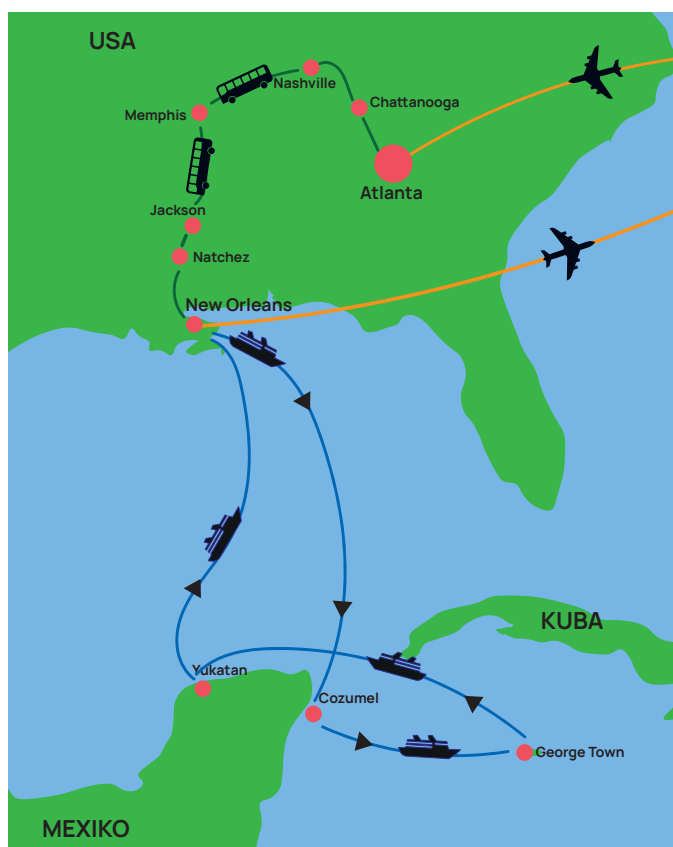 USA
Nashville
Chattanooga
Memphis
Atlanta
Jackson
Natchez
New Orleans
KUBA
Yukatan
Cozumel
George Town
MEXIKO